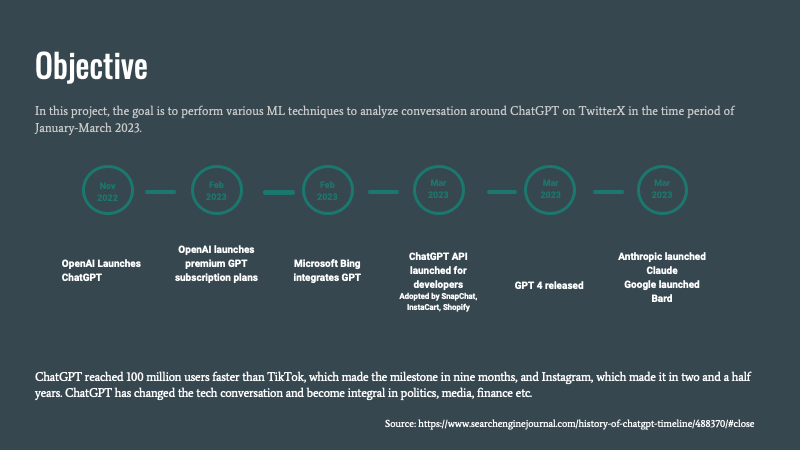 Objective
In this project, the goal is to perform various ML techniques to analyze conversation around ChatGPT on TwitterX in the time period of
January-March 2023.
Nov
2022
Feb
2023
Feb
2023
Mar
2023
Mar
2023
Mar
2023
OpenAI Launches
ChatGPT
OpenAI launches
premium GPT
subscription plans
Microsoft Bing
integrates GPT
ChatGPT API
launched for
developers
Adopted by SnapChat,
InstaCart, Shopify
GPT 4 released
Anthropic launched
Claude
Google launched
Bard
ChatGPT reached 100 million users faster than TikTok, which made the milestone in nine months, and Instagram, which made it in two and a half
years. ChatGPT has changed the tech conversation and become integral in politics, media, finance etc.
Source: https://www.searchenginejournal.com/history-of-chatgpt-timeline/488370/#close